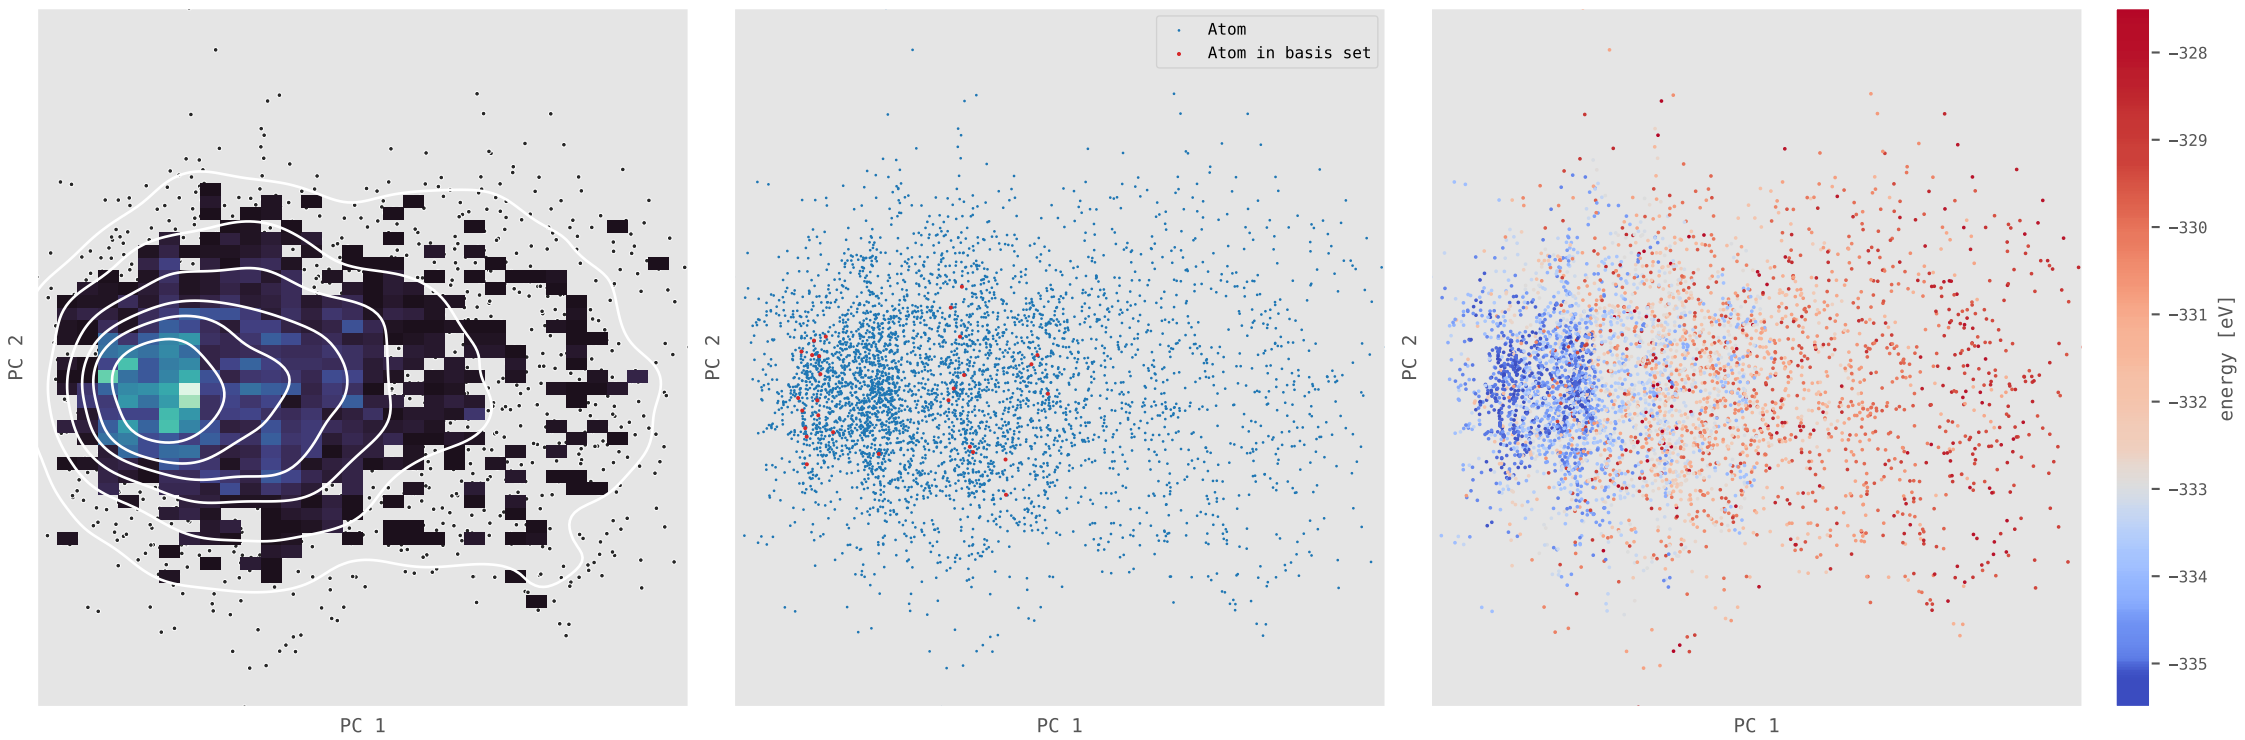 PC 2
PC 1
Atom
Atom in basis set
PC 2
PC 1
PC 2
PC 1
−328
−329
−330
−331
−332
−333
−334
−335
energy [eV]